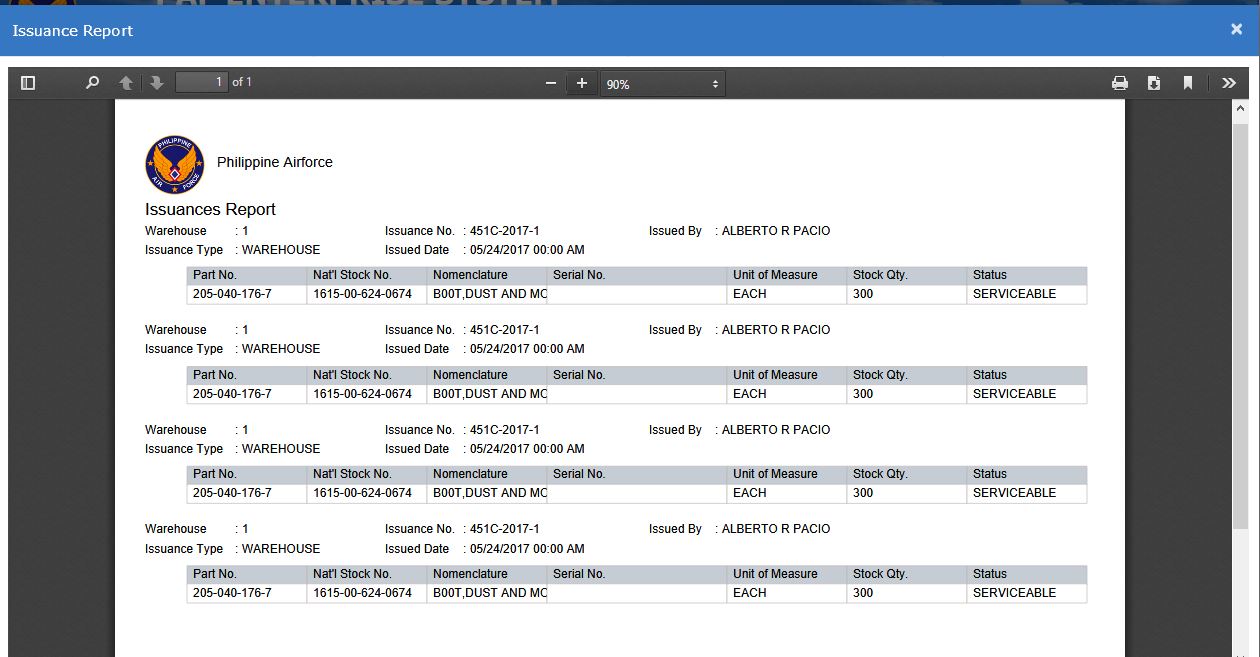 PAF ENTERPRISE SYSTEM
Issuance Report ×
1 of 1 90%
PHILIPPINE
AIR FORCE
Philippine Airforce
Issuances Report
Warehouse : 1 Issuance No. : 451C-2017-1 Issued By : ALBERTO R PACIO
Issuance Type : WAREHOUSE Issued Date : 05/24/2017 00:00 AM
Part No. Nat'l Stock No. Nomenclature Serial No. Unit of Measure Stock Qty. Status
205-040-176-7 1615-00-624-0674 B00T,DUST AND MO EACH 300 SERVICEABLE
Warehouse : 1 Issuance No. : 451C-2017-1 Issued By : ALBERTO R PACIO
Issuance Type : WAREHOUSE Issued Date : 05/24/2017 00:00 AM
Part No. Nat'l Stock No. Nomenclature Serial No. Unit of Measure Stock Qty. Status
205-040-176-7 1615-00-624-0674 B00T,DUST AND MO EACH 300 SERVICEABLE
Warehouse : 1 Issuance No. : 451C-2017-1 Issued By : ALBERTO R PACIO
Issuance Type : WAREHOUSE Issued Date : 05/24/2017 00:00 AM
Part No. Nat'l Stock No. Nomenclature Serial No. Unit of Measure Stock Qty. Status
205-040-176-7 1615-00-624-0674 B00T,DUST AND MO EACH 300 SERVICEABLE
Warehouse : 1 Issuance No. : 451C-2017-1 Issued By : ALBERTO R PACIO
Issuance Type : WAREHOUSE Issued Date : 05/24/2017 00:00 AM
Part No. Nat'l Stock No. Nomenclature Serial No. Unit of Measure Stock Qty. Status
205-040-176-7 1615-00-624-0674 B00T,DUST AND MO EACH 300 SERVICEABLE